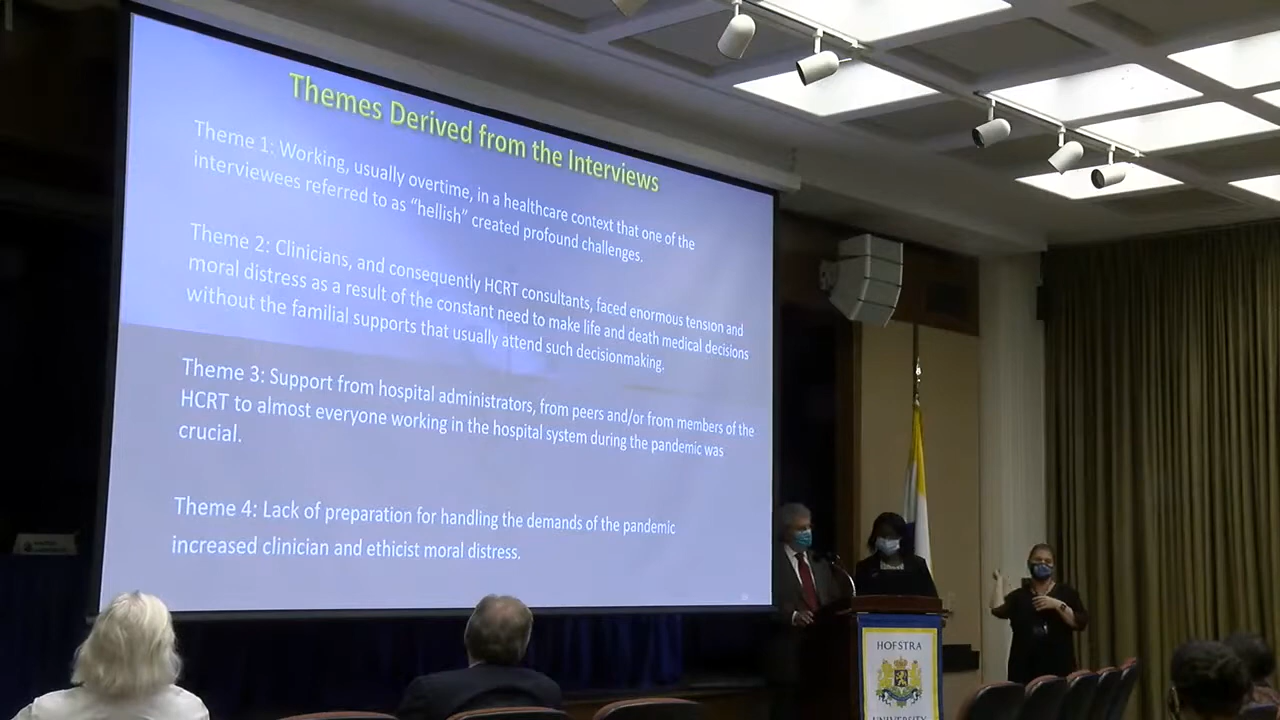 Themes Derived from the Interviews
Theme 1: Working, usually overtime, in a healthcare context that one of the
interviewees referred to as “hellish” created profound challenges.
Theme 2: Clinicians, and consequently HCRT consultants, faced enormous tension and
moral distress as a result of the constant need to make life and death medical decisions
without the familial supports that usually attend such decisionmaking.
Theme 3: Support from hospital administrators, from peers and/or from members of the
HCRT to almost everyone working in the hospital system during the pandemic was
crucial.
Theme 4: Lack of preparation for handling the demands of the pandemic
increased clinician and ethicist moral distress.
HOFSTRA
UNIVERSITY